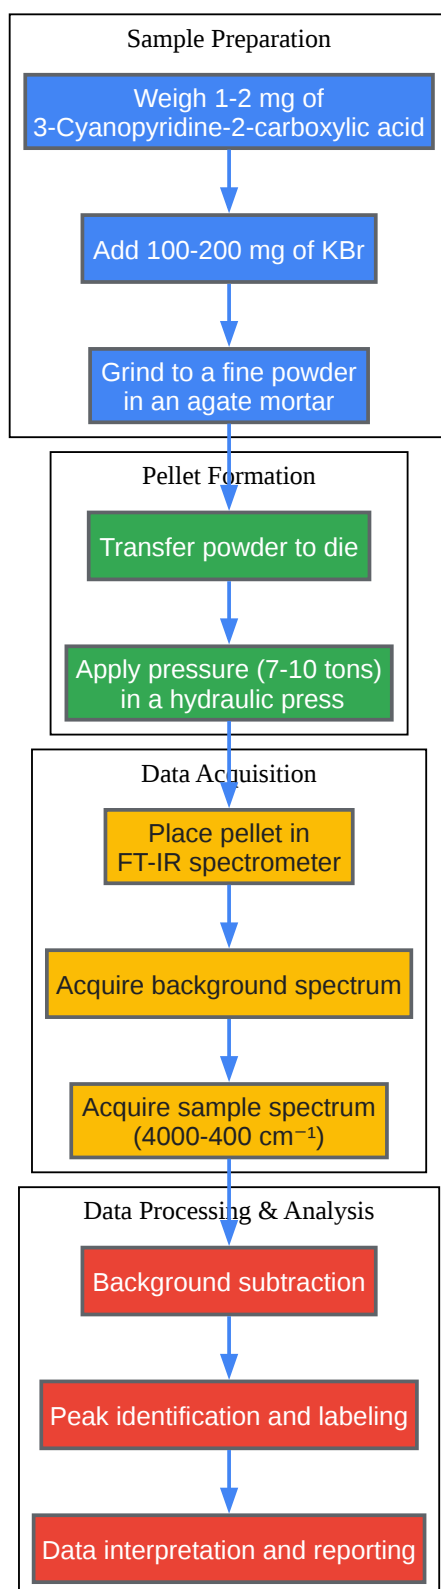 Sample Preparation
Weigh 1-2 mg of
3-Cyanopyridine-2-carboxylic acid
Add 100-200 mg of KBr
Grind to a fine powder
in an agate mortar
Pellet Formation
Transfer powder to die
Apply pressure (7-10 tons)
in a hydraulic press
Data Acquisition
Place pellet in
FT-IR spectrometer
Acquire background spectrum
Acquire sample spectrum
(4000-400 cm⁻¹)
Data Processing & Analysis
Background subtraction
Peak identification and labeling
Data interpretation and reporting